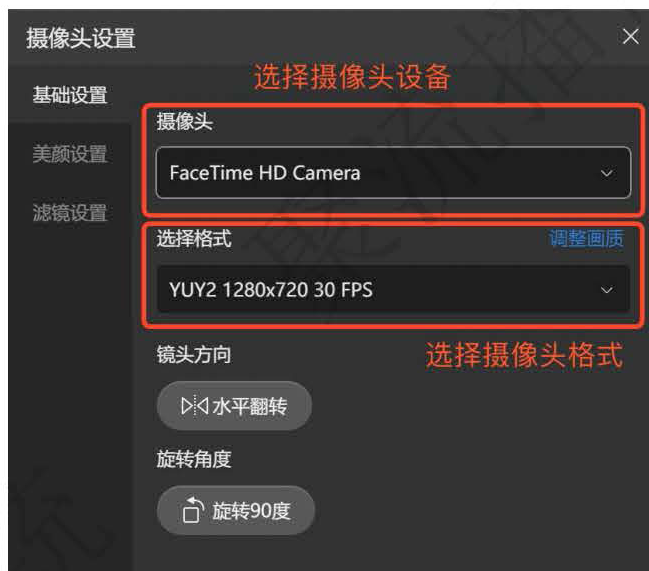 摄像头设置
选择摄像头设备
基础设置
摄像头
美颜设置
FaceTime HD Camera
滤镜设置
选择格式 调整画质
YUY2 1280x720 30 FPS
镜头方向
选择摄像头格式
水平翻转
旋转角度
旋转90度